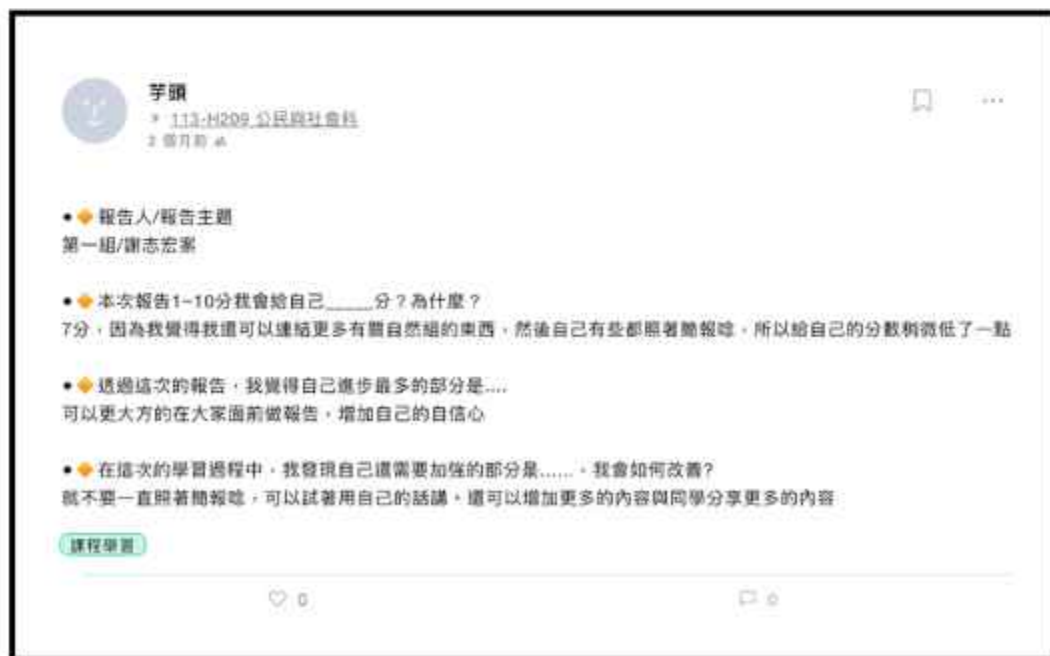 芋頭
113-H209 公民與社會科
2 個月前
• 🔶 報告人/報告主題
第一組/謝志宏案
• 🔶 本次報告1-10分我會給自己_____分？為什麼？
7分，因為我覺得我還可以連結更多有關自然組的東西，然後自己有些都照著簡報唸，所以給自己的分數稍微低了一點
• 🔶 透過這次的報告，我覺得自己進步最多的部分是....
可以更大方的在大家面前做報告，增加自己的自信心
• 🔶 在這次的學習過程中，我發現自己還需要加強的部分是......，我會如何改善?
就不要一直照著簡報唸，可以試著用自己的話講。還可以增加更多的內容與同學分享更多的內容
課程學習
0
0